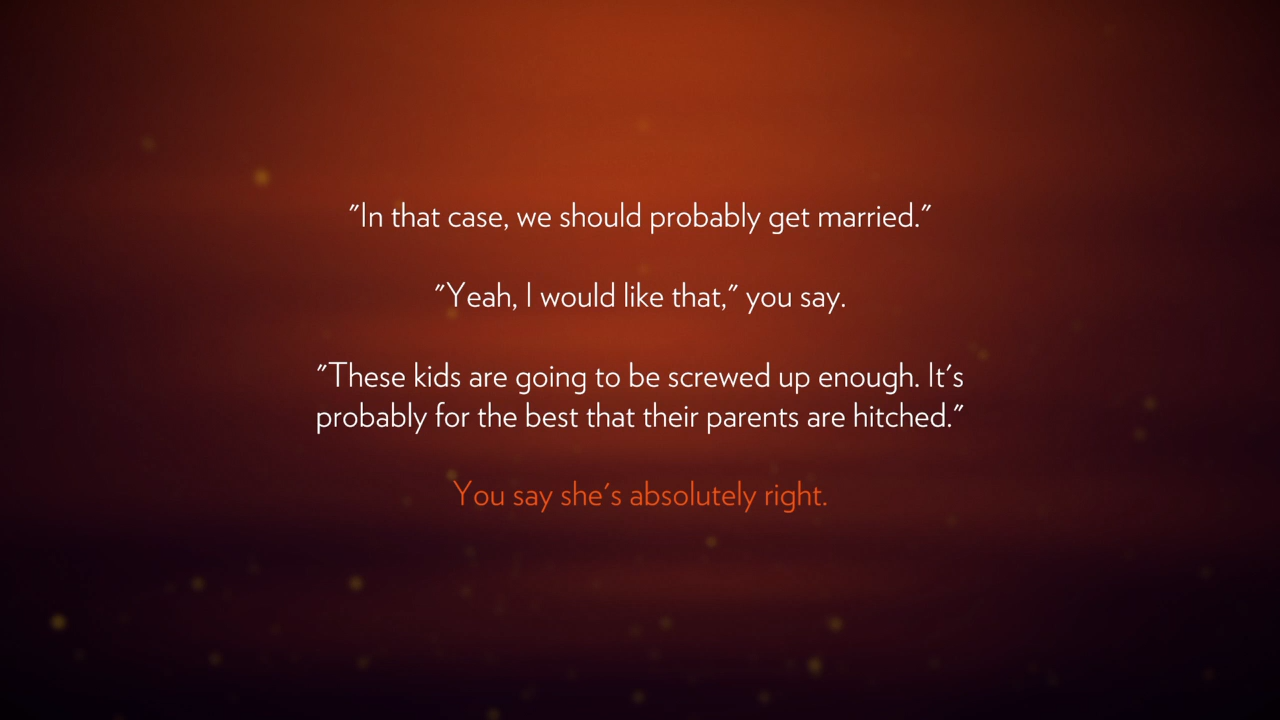 "In that case, we should probably get married."
"Yeah, I would like that," you say.
"These kids are going to be screwed up enough. It's
probably for the best that their parents are hitched."
You say she's absolutely right.